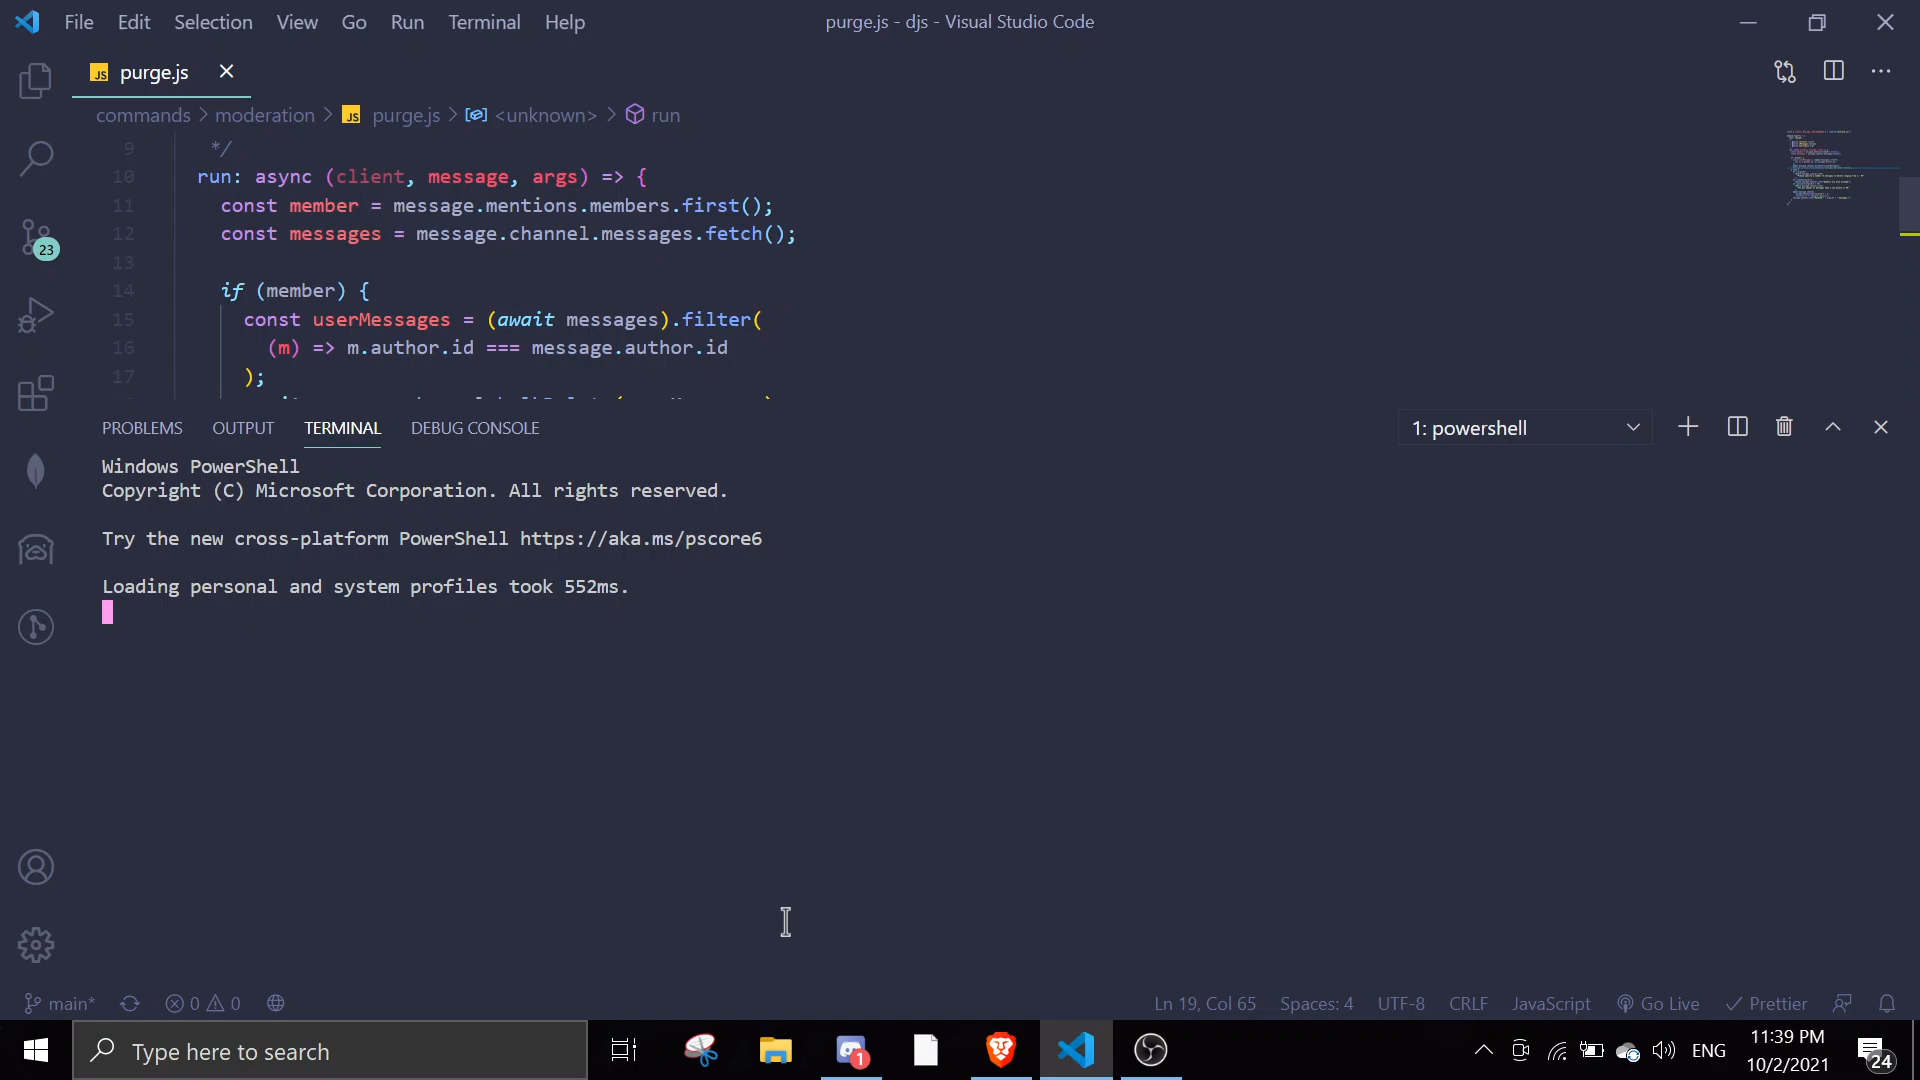 File Edit Selection View Go Run Terminal Help purge.js - djs - Visual Studio Code
JS purge.js
commands > moderation > JS purge.js > <unknown> > run
9 */
10 run: async (client, message, args) => {
11 const member = message.mentions.members.first();
12 const messages = message.channel.messages.fetch();
13
14 if (member) {
15 const userMessages = (await messages).filter(
16 (m) => m.author.id === message.author.id
17 );
23
PROBLEMS OUTPUT TERMINAL DEBUG CONSOLE 1: powershell
Windows PowerShell
Copyright (C) Microsoft Corporation. All rights reserved.
Try the new cross-platform PowerShell https://aka.ms/pscore6
Loading personal and system profiles took 552ms.
main* 0 0 Ln 19, Col 65 Spaces: 4 UTF-8 CRLF JavaScript Go Live Prettier
Type here to search 1 ENG 11:39 PM
10/2/2021 24